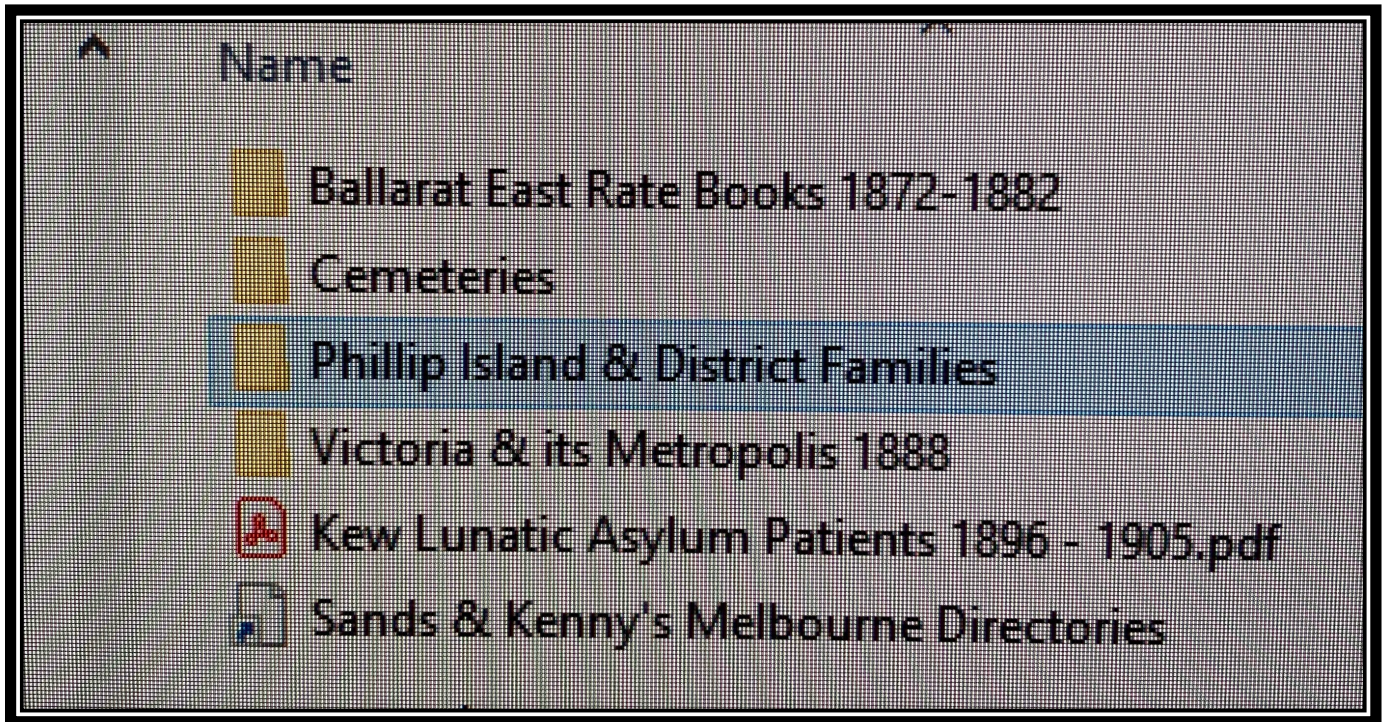 Name
Ballarat East Rate Books 1872-1882
Cemeteries
Phillip Island & District Families
Victoria & its Metropolis 1888
Kew Lunatic Asylum Patients 1896 - 1905.pdf
Sands & Kenny's Melbourne Directories